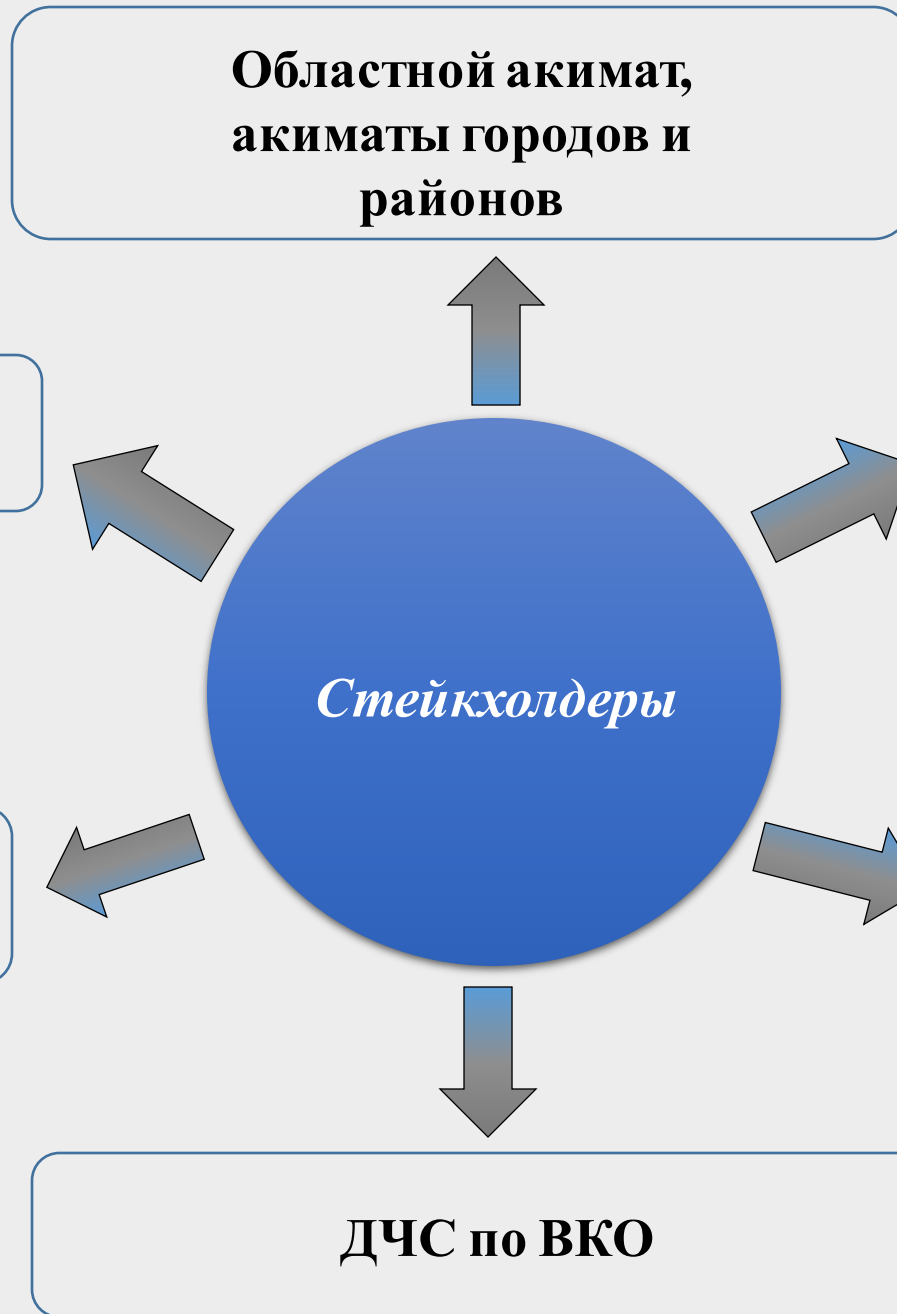 Областной акимат,
акиматы городов и
районов
Стейкхолдеры
ДЧС по ВКО